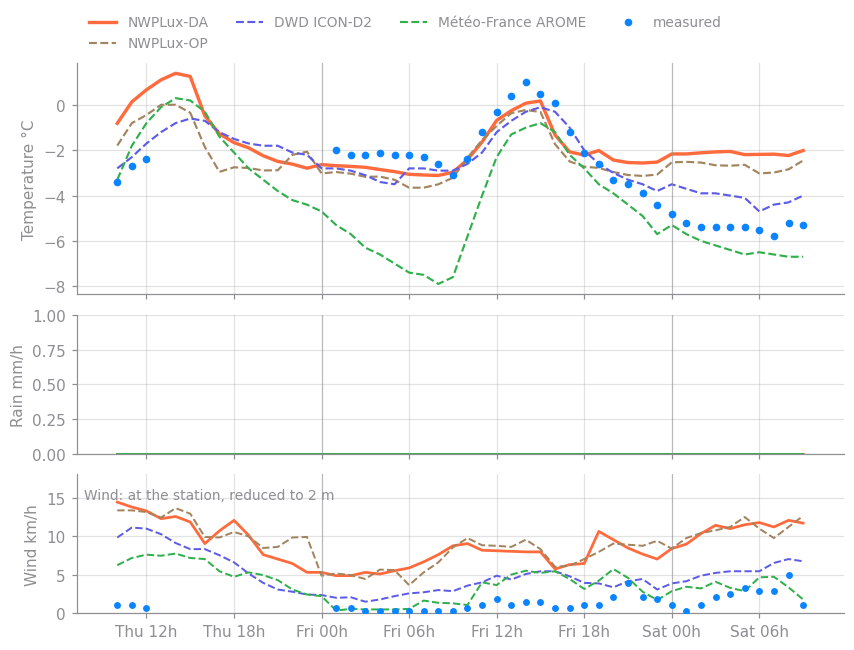 NWPLux-DA DWD ICON-D2 Météo-France AROME measured
NWPLux-OP
Temperature °C
0
−2
−4
−6
−8
Rain mm/h
1.00
0.75
0.50
0.25
0.00
Wind km/h
Wind: at the station, reduced to 2 m
15
10
5
0
Thu 12h Thu 18h Fri 00h Fri 06h Fri 12h Fri 18h Sat 00h Sat 06h